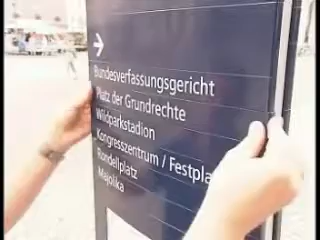 Bundesverfassungsgericht
Platz der Grundrechte
Wildparkstadion
Kongresszentrum / Festpla
Rondellplatz
Majolika